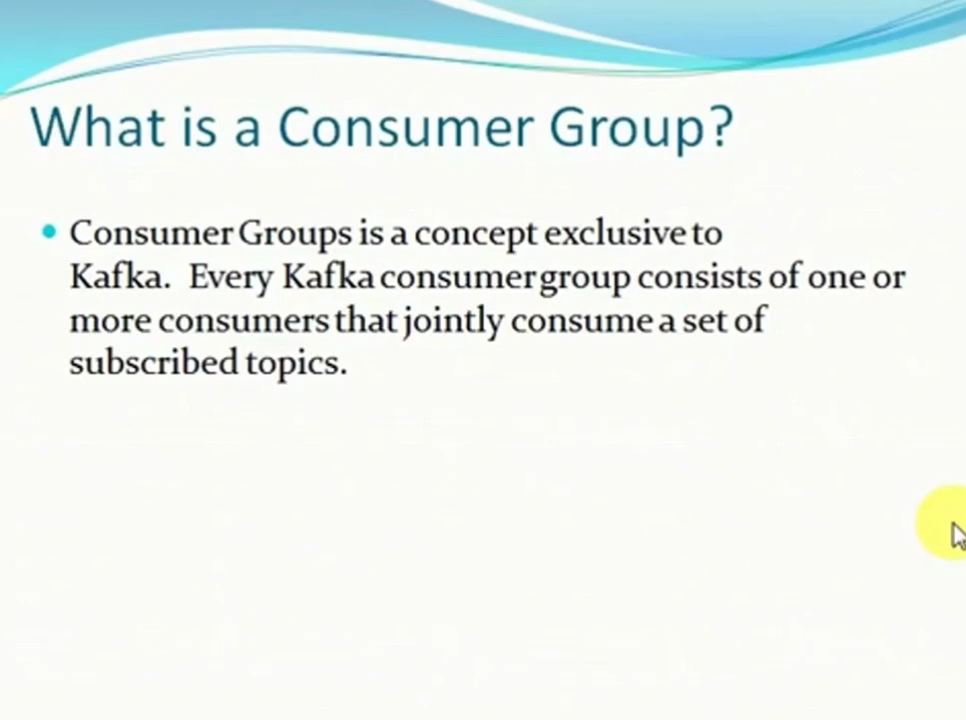 What is a Consumer Group?
Consumer Groups is a concept exclusive to
Kafka.  Every Kafka consumer group consists of one or
more consumers that jointly consume a set of
subscribed topics.